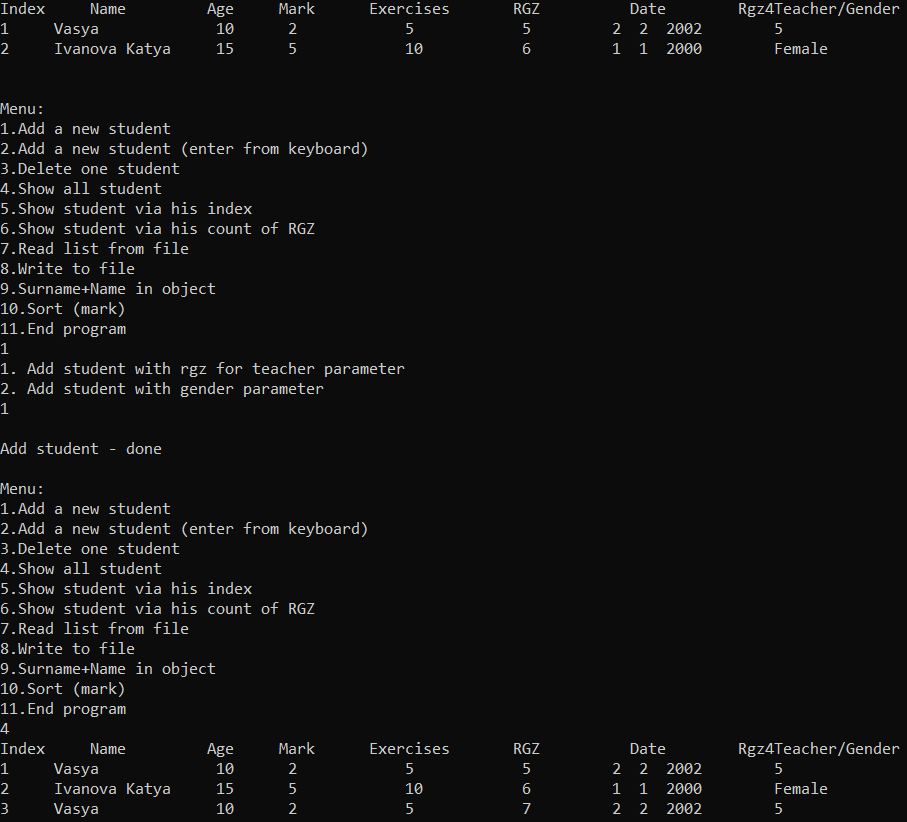 Index Name Age Mark Exercises RGZ Date Rgz4Teacher/Gender
1 Vasya 10 2 5 5 2 2 2002 5
2 Ivanova Katya 15 5 10 6 1 1 2000 Female
Menu:
1.Add a new student
2.Add a new student (enter from keyboard)
3.Delete one student
4.Show all student
5.Show student via his index
6.Show student via his count of RGZ
7.Read list from file
8.Write to file
9.Surname+Name in object
10.Sort (mark)
11.End program
1
1. Add student with rgz for teacher parameter
2. Add student with gender parameter
1
Add student - done
Menu:
1.Add a new student
2.Add a new student (enter from keyboard)
3.Delete one student
4.Show all student
5.Show student via his index
6.Show student via his count of RGZ
7.Read list from file
8.Write to file
9.Surname+Name in object
10.Sort (mark)
11.End program
4
Index Name Age Mark Exercises RGZ Date Rgz4Teacher/Gender
1 Vasya 10 2 5 5 2 2 2002 5
2 Ivanova Katya 15 5 10 6 1 1 2000 Female
3 Vasya 10 2 5 7 2 2 2002 5